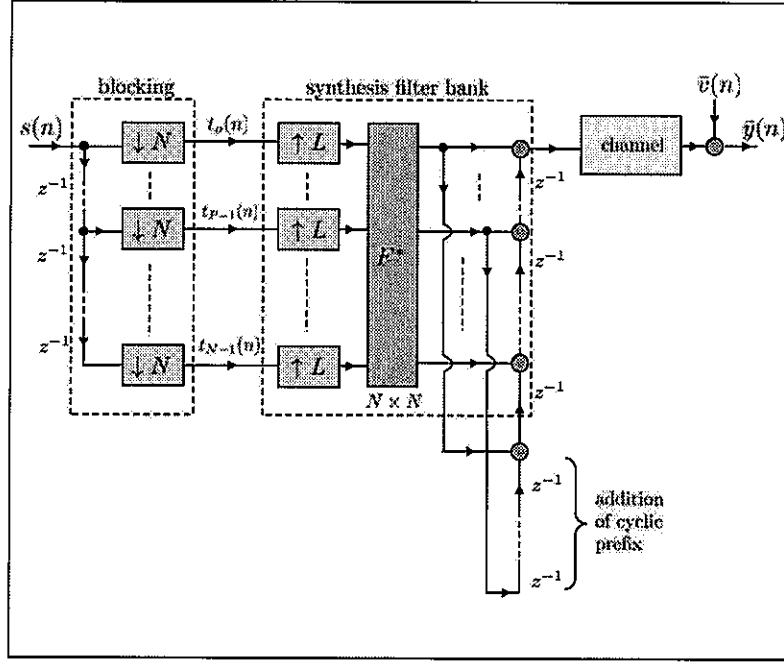 blocking
synthesis filter bank
s(n)
↓ N
t₀(n)
↑ L
channel
v̄(n)
ȳ(n)
z⁻¹
z⁻¹
↓ N
t_{P−1}(n)
↑ L
F*
z⁻¹
z⁻¹
z⁻¹
↓ N
t_{N−1}(n)
↑ L
N × N
z⁻¹
z⁻¹
z⁻¹
addition
of cyclic
prefix